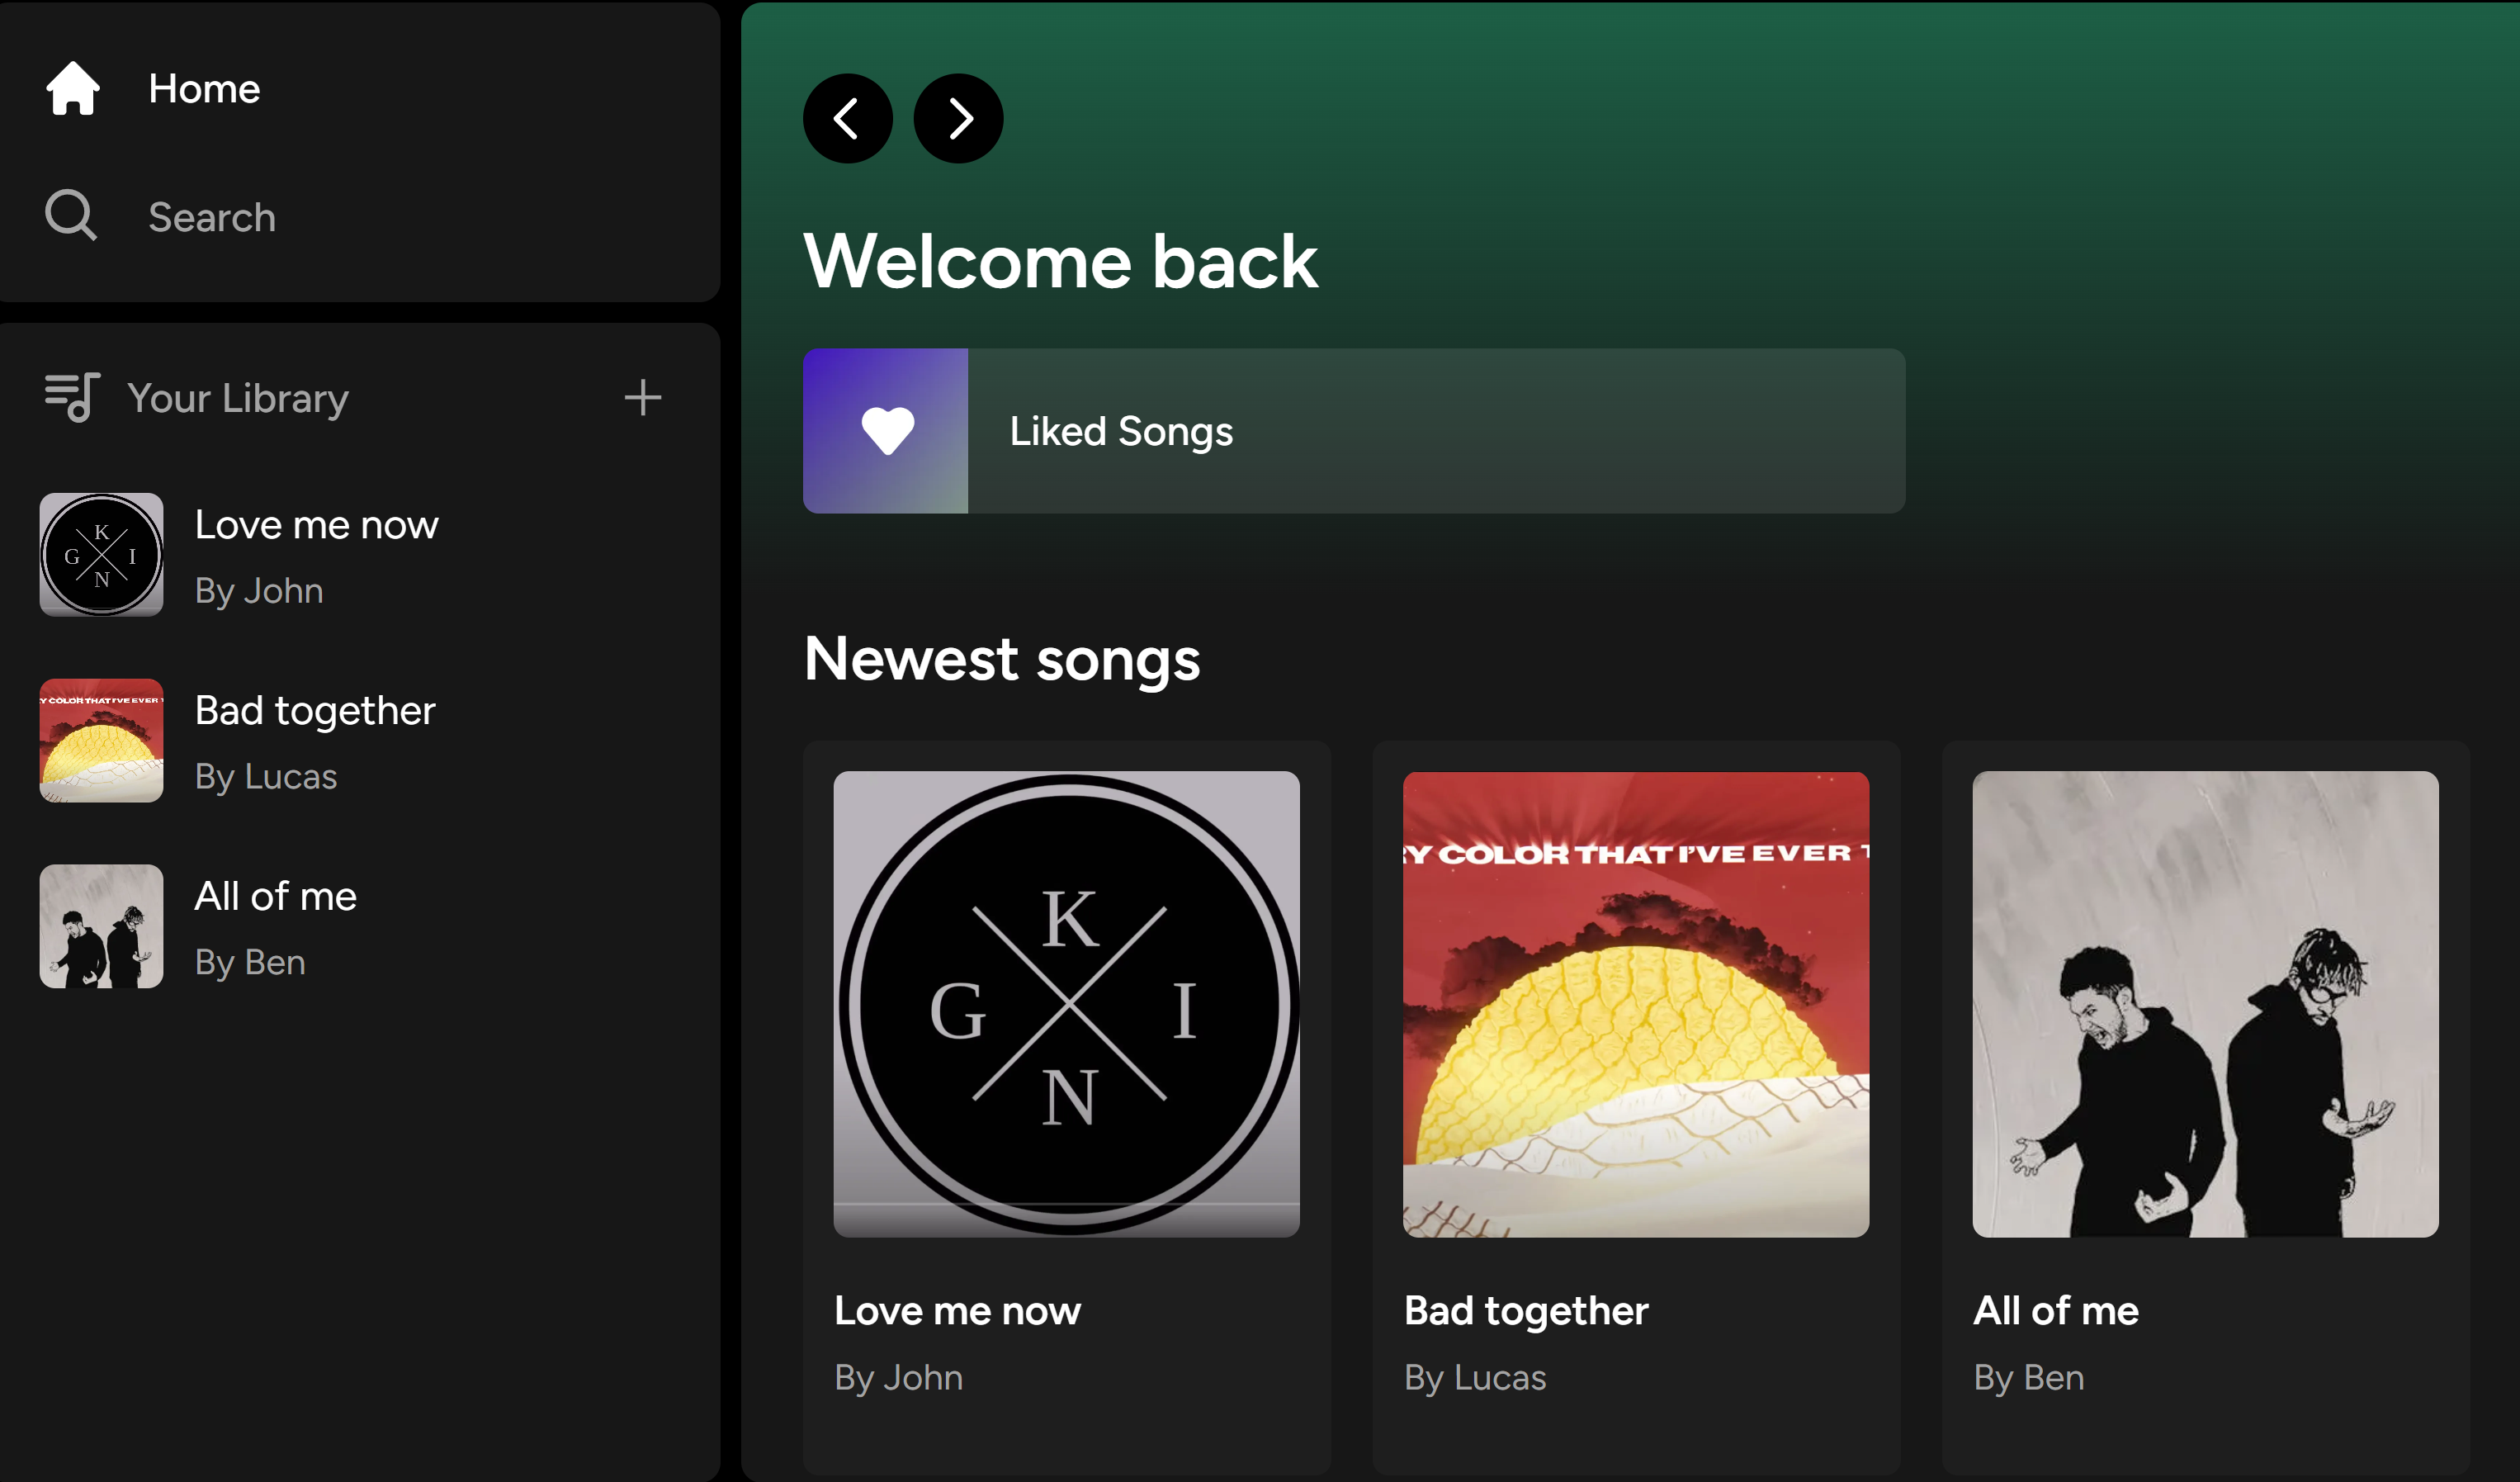 Home
Search
Your Library
K
G I
N
Love me now
By John
Y COLOR THAT I'VE EVER
Bad together
By Lucas
All of me
By Ben
Welcome back
Liked Songs
Newest songs
K
G I
N
Love me now
By John
RY COLOR THAT I'VE EVER T
Bad together
By Lucas
All of me
By Ben